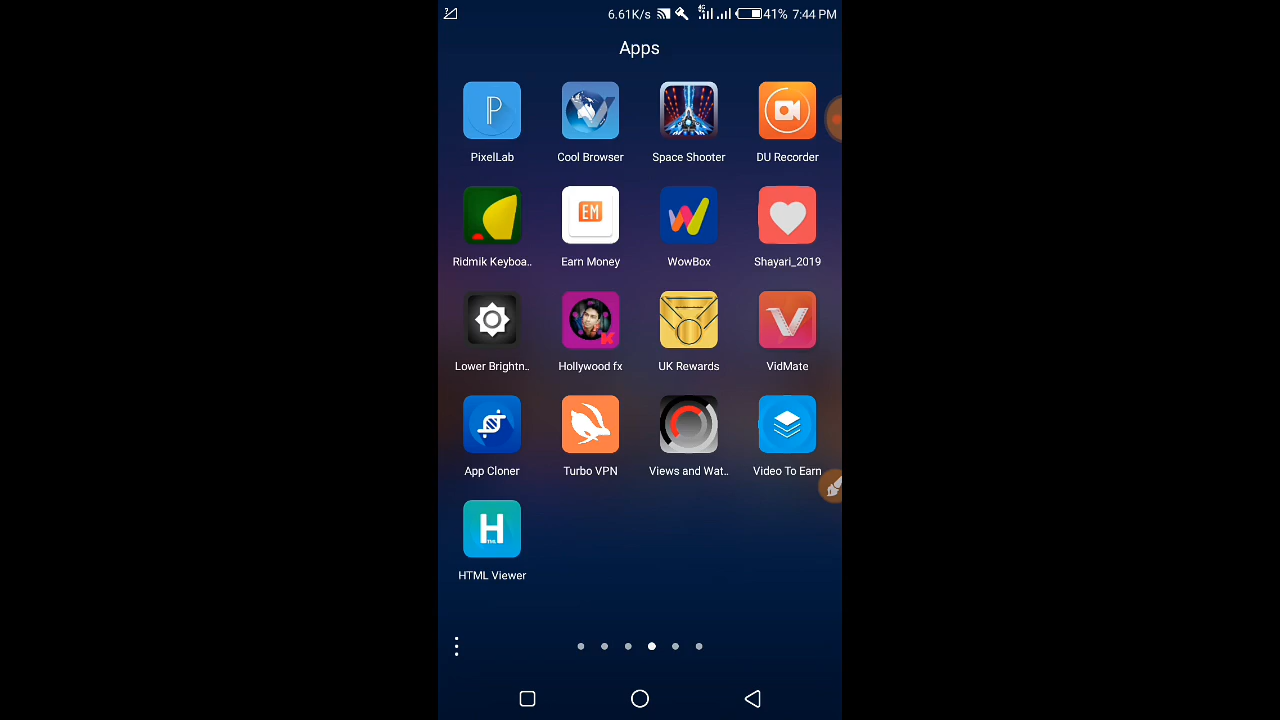 6.61K/s 4G 41% 7:44 PM
Apps
P
PixelLab Cool Browser Space Shooter DU Recorder
EM
Ridmik Keyboa.. Earn Money WowBox Shayari_2019
Lower Brightn.. Hollywood fx UK Rewards VidMate
App Cloner Turbo VPN Views and Wat.. Video To Earn
H
HTML Viewer